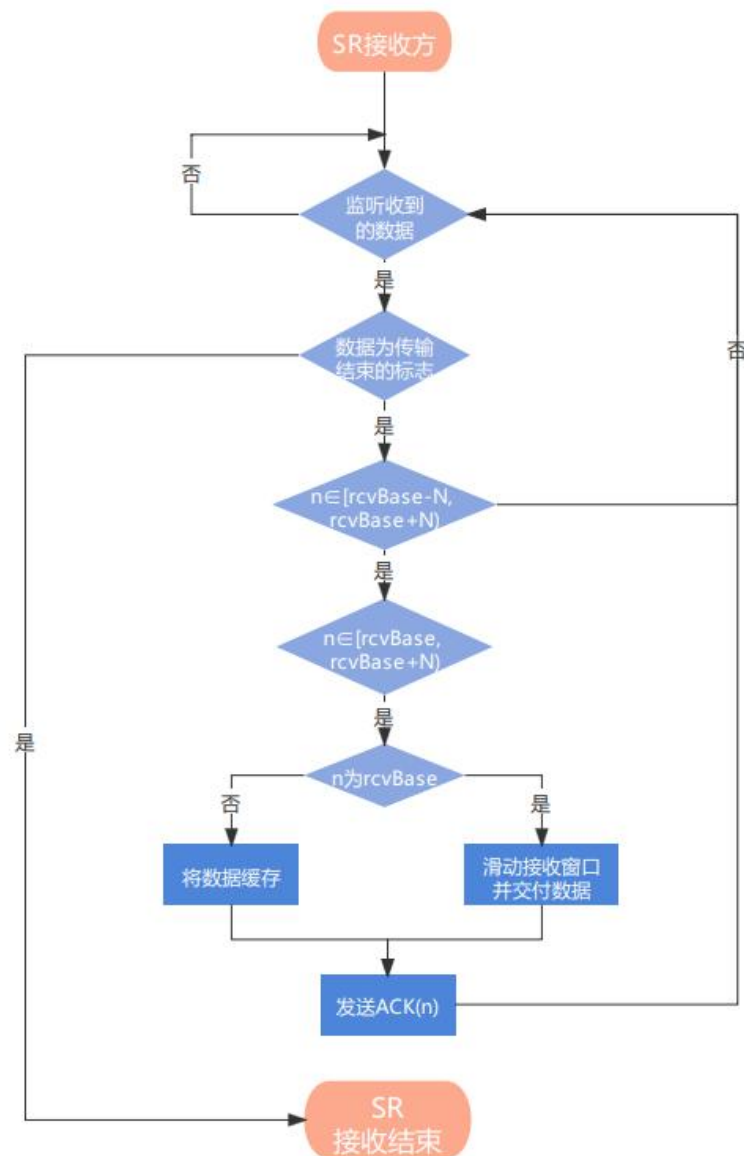 SR接收方
否
监听收到
的数据
是
数据为传输
结束的标志
否
是
n∈[rcvBase-N,
rcvBase+N)
是
n∈[rcvBase,
rcvBase+N)
是
是
n为rcvBase
否
是
将数据缓存
滑动接收窗口
并交付数据
发送ACK(n)
SR
接收结束